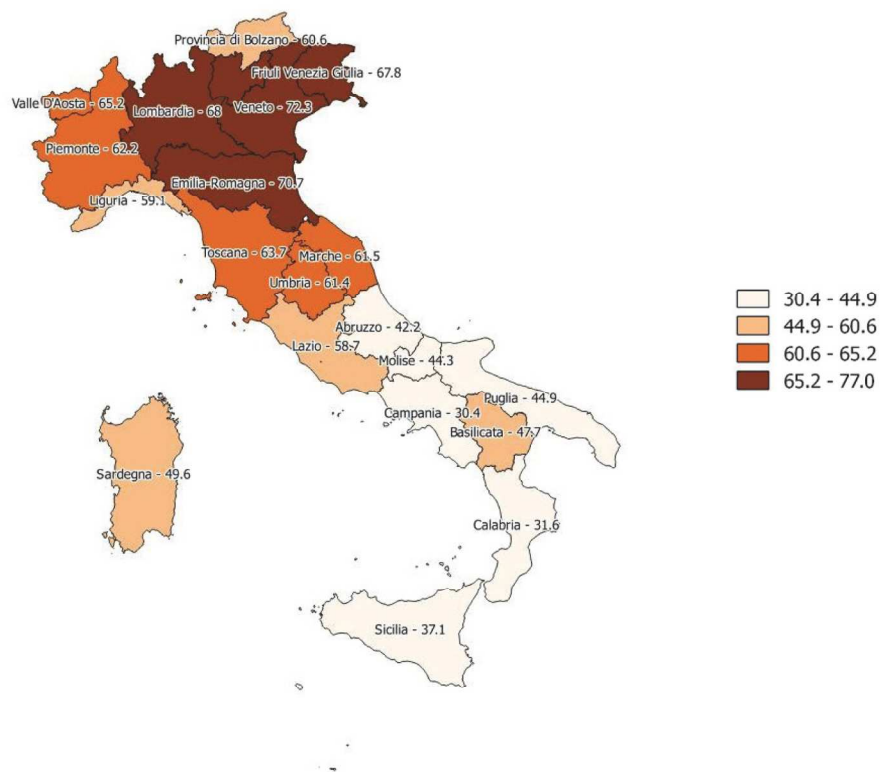 Provincia di Bolzano - 60.6
Friuli Venezia Giulia - 67.8
Valle D'Aosta - 65.2
Lombardia - 68
Veneto - 72.3
Piemonte - 62.2
Emilia-Romagna - 70.7
Liguria - 59.1
Toscana - 63.7
Marche - 61.5
Umbria - 61.4
Abruzzo - 42.2
Lazio - 58.7
Molise - 44.3
Puglia - 44.9
Campania - 30.4
Basilicata - 47.7
Sardegna - 49.6
Calabria - 31.6
Sicilia - 37.1
30.4 - 44.9
44.9 - 60.6
60.6 - 65.2
65.2 - 77.0